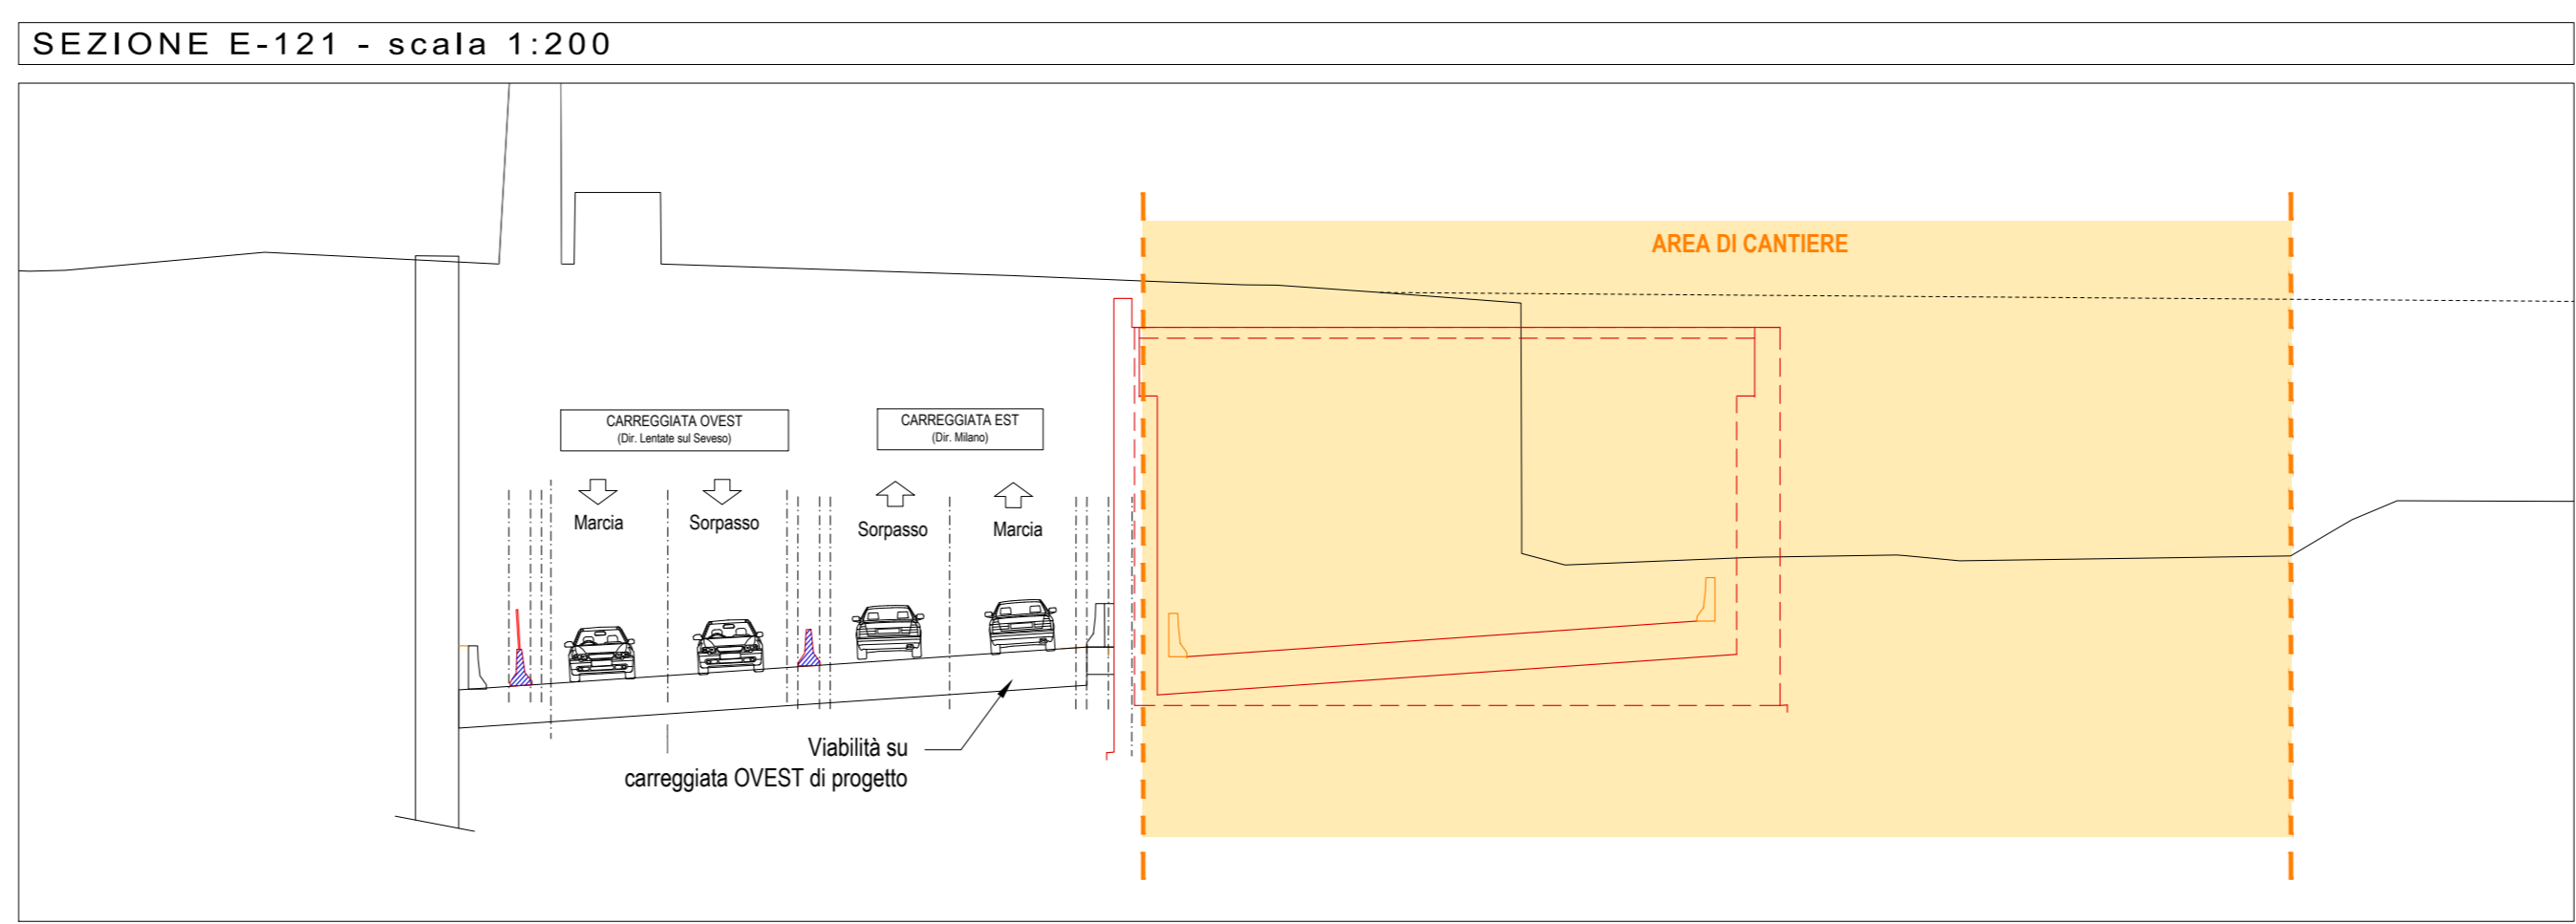 SEZIONE E-121 - scala 1:200
AREA DI CANTIERE
CARREGGIATA OVEST
(Dir. Lentate sul Seveso)
CARREGGIATA EST
(Dir. Milano)
Marcia
Sorpasso
Sorpasso
Marcia
Viabilità su
carreggiata OVEST di progetto